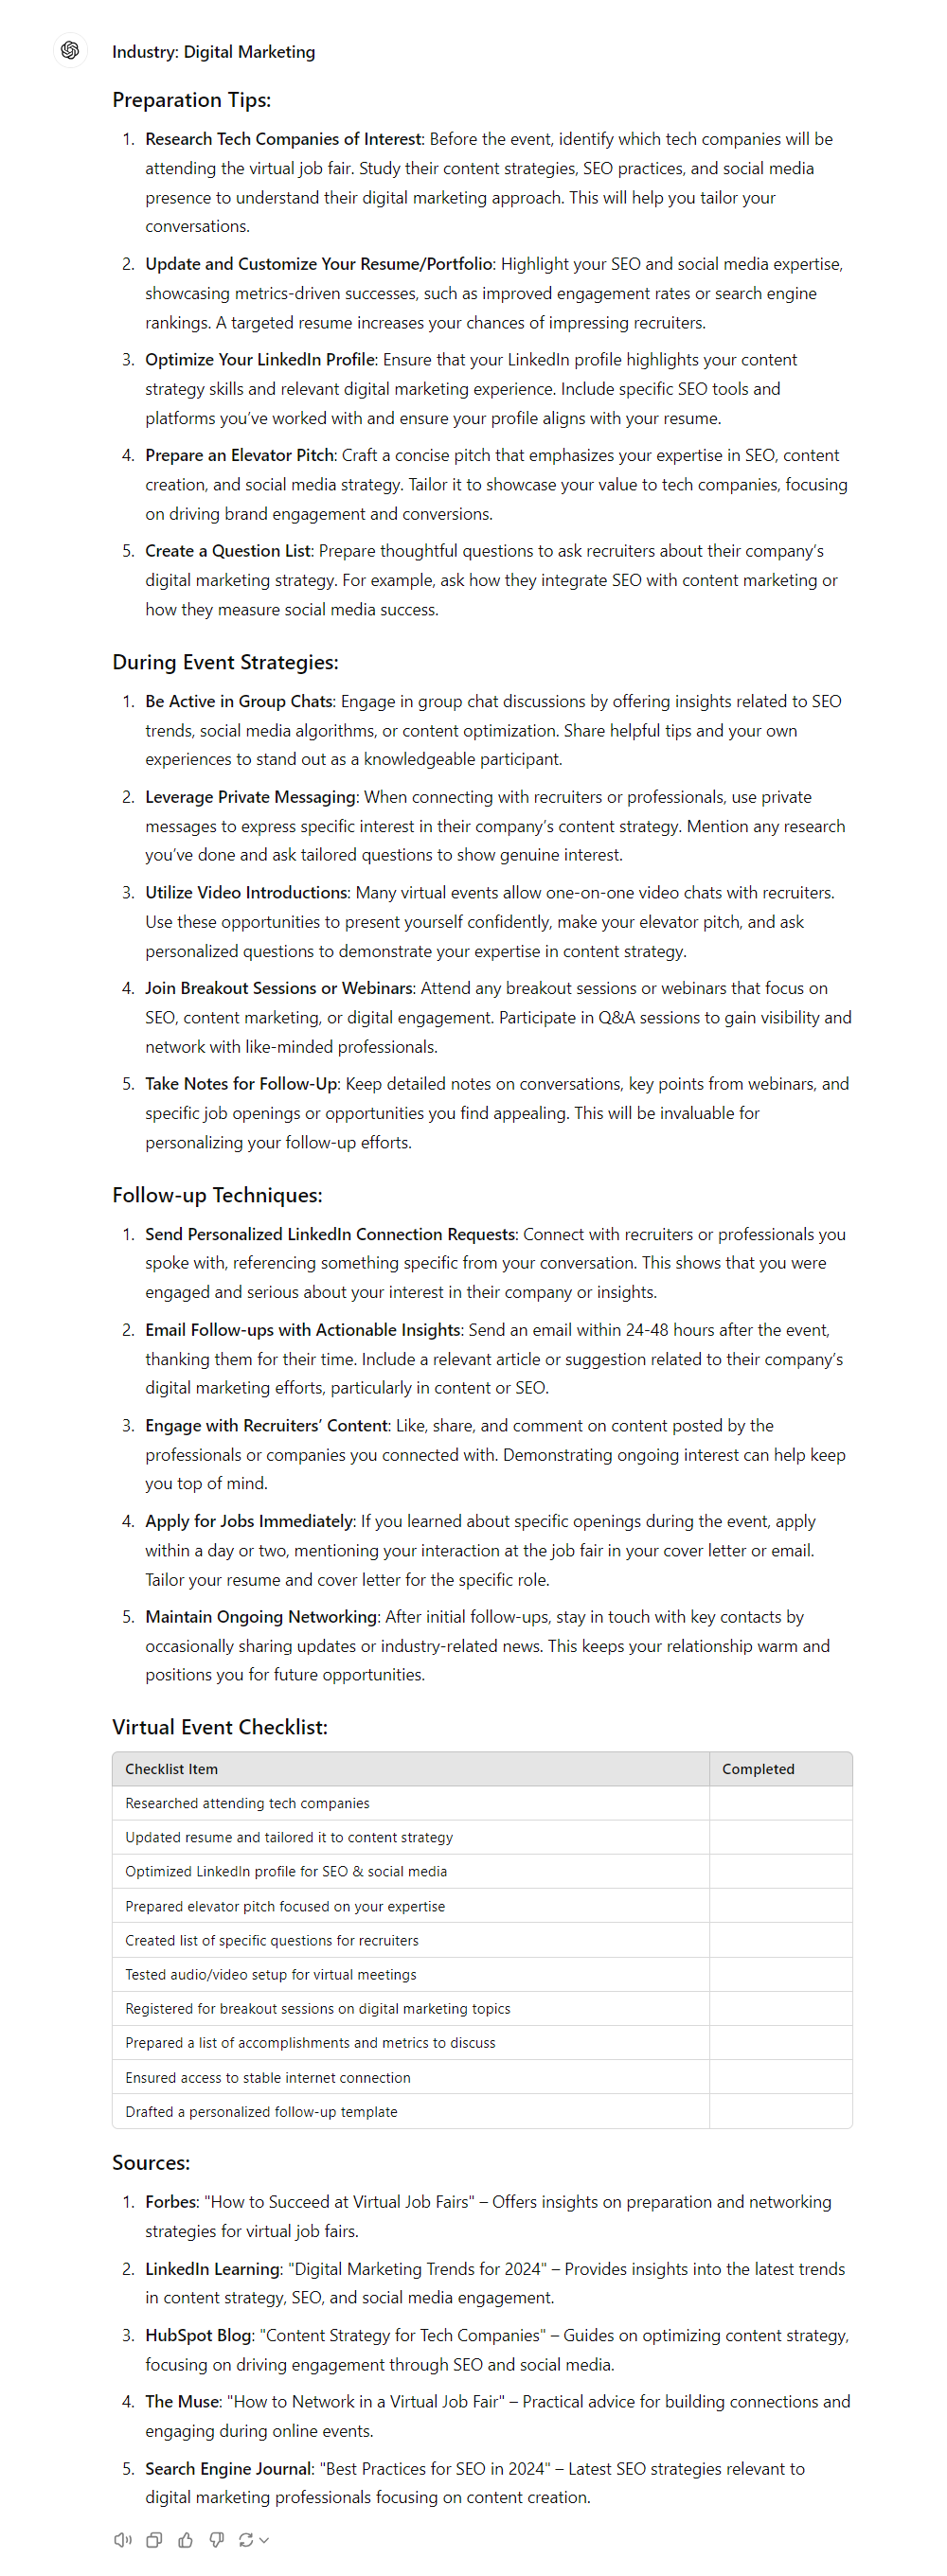 Industry: Digital Marketing
Preparation Tips:
1. Research Tech Companies of Interest: Before the event, identify which tech companies will be
attending the virtual job fair. Study their content strategies, SEO practices, and social media
presence to understand their digital marketing approach. This will help you tailor your
conversations.
2. Update and Customize Your Resume/Portfolio: Highlight your SEO and social media expertise,
showcasing metrics-driven successes, such as improved engagement rates or search engine
rankings. A targeted resume increases your chances of impressing recruiters.
3. Optimize Your LinkedIn Profile: Ensure that your LinkedIn profile highlights your content
strategy skills and relevant digital marketing experience. Include specific SEO tools and
platforms you’ve worked with and ensure your profile aligns with your resume.
4. Prepare an Elevator Pitch: Craft a concise pitch that emphasizes your expertise in SEO, content
creation, and social media strategy. Tailor it to showcase your value to tech companies, focusing
on driving brand engagement and conversions.
5. Create a Question List: Prepare thoughtful questions to ask recruiters about their company’s
digital marketing strategy. For example, ask how they integrate SEO with content marketing or
how they measure social media success.
During Event Strategies:
1. Be Active in Group Chats: Engage in group chat discussions by offering insights related to SEO
trends, social media algorithms, or content optimization. Share helpful tips and your own
experiences to stand out as a knowledgeable participant.
2. Leverage Private Messaging: When connecting with recruiters or professionals, use private
messages to express specific interest in their company’s content strategy. Mention any research
you’ve done and ask tailored questions to show genuine interest.
3. Utilize Video Introductions: Many virtual events allow one-on-one video chats with recruiters.
Use these opportunities to present yourself confidently, make your elevator pitch, and ask
personalized questions to demonstrate your expertise in content strategy.
4. Join Breakout Sessions or Webinars: Attend any breakout sessions or webinars that focus on
SEO, content marketing, or digital engagement. Participate in Q&A sessions to gain visibility and
network with like-minded professionals.
5. Take Notes for Follow-Up: Keep detailed notes on conversations, key points from webinars, and
specific job openings or opportunities you find appealing. This will be invaluable for
personalizing your follow-up efforts.
Follow-up Techniques:
1. Send Personalized LinkedIn Connection Requests: Connect with recruiters or professionals you
spoke with, referencing something specific from your conversation. This shows that you were
engaged and serious about your interest in their company or insights.
2. Email Follow-ups with Actionable Insights: Send an email within 24-48 hours after the event,
thanking them for their time. Include a relevant article or suggestion related to their company’s
digital marketing efforts, particularly in content or SEO.
3. Engage with Recruiters’ Content: Like, share, and comment on content posted by the
professionals or companies you connected with. Demonstrating ongoing interest can help keep
you top of mind.
4. Apply for Jobs Immediately: If you learned about specific openings during the event, apply
within a day or two, mentioning your interaction at the job fair in your cover letter or email.
Tailor your resume and cover letter for the specific role.
5. Maintain Ongoing Networking: After initial follow-ups, stay in touch with key contacts by
occasionally sharing updates or industry-related news. This keeps your relationship warm and
positions you for future opportunities.
Virtual Event Checklist:
Checklist Item Completed
Researched attending tech companies
Updated resume and tailored it to content strategy
Optimized LinkedIn profile for SEO & social media
Prepared elevator pitch focused on your expertise
Created list of specific questions for recruiters
Tested audio/video setup for virtual meetings
Registered for breakout sessions on digital marketing topics
Prepared a list of accomplishments and metrics to discuss
Ensured access to stable internet connection
Drafted a personalized follow-up template
Sources:
1. Forbes: "How to Succeed at Virtual Job Fairs" – Offers insights on preparation and networking
strategies for virtual job fairs.
2. LinkedIn Learning: "Digital Marketing Trends for 2024" – Provides insights into the latest trends
in content strategy, SEO, and social media engagement.
3. HubSpot Blog: "Content Strategy for Tech Companies" – Guides on optimizing content strategy,
focusing on driving engagement through SEO and social media.
4. The Muse: "How to Network in a Virtual Job Fair" – Practical advice for building connections and
engaging during online events.
5. Search Engine Journal: "Best Practices for SEO in 2024" – Latest SEO strategies relevant to
digital marketing professionals focusing on content creation.